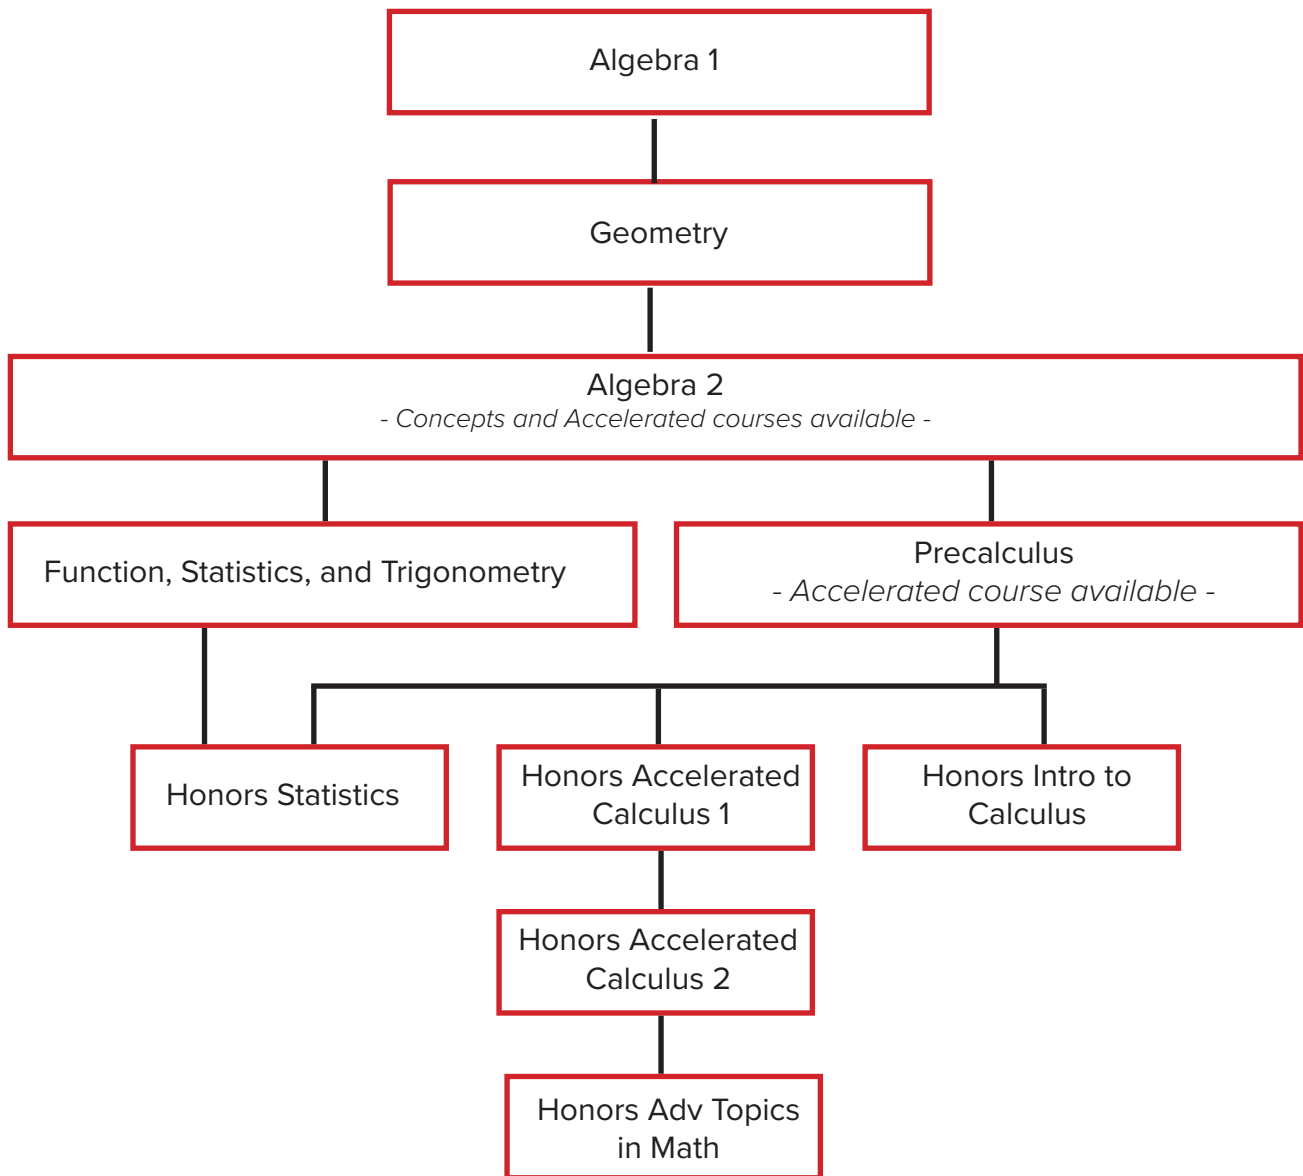 Algebra 1
Geometry
Algebra 2
- Concepts and Accelerated courses available -
Function, Statistics, and Trigonometry
Precalculus
- Accelerated course available -
Honors Statistics
Honors Accelerated
Calculus 1
Honors Intro to
Calculus
Honors Accelerated
Calculus 2
Honors Adv Topics
in Math